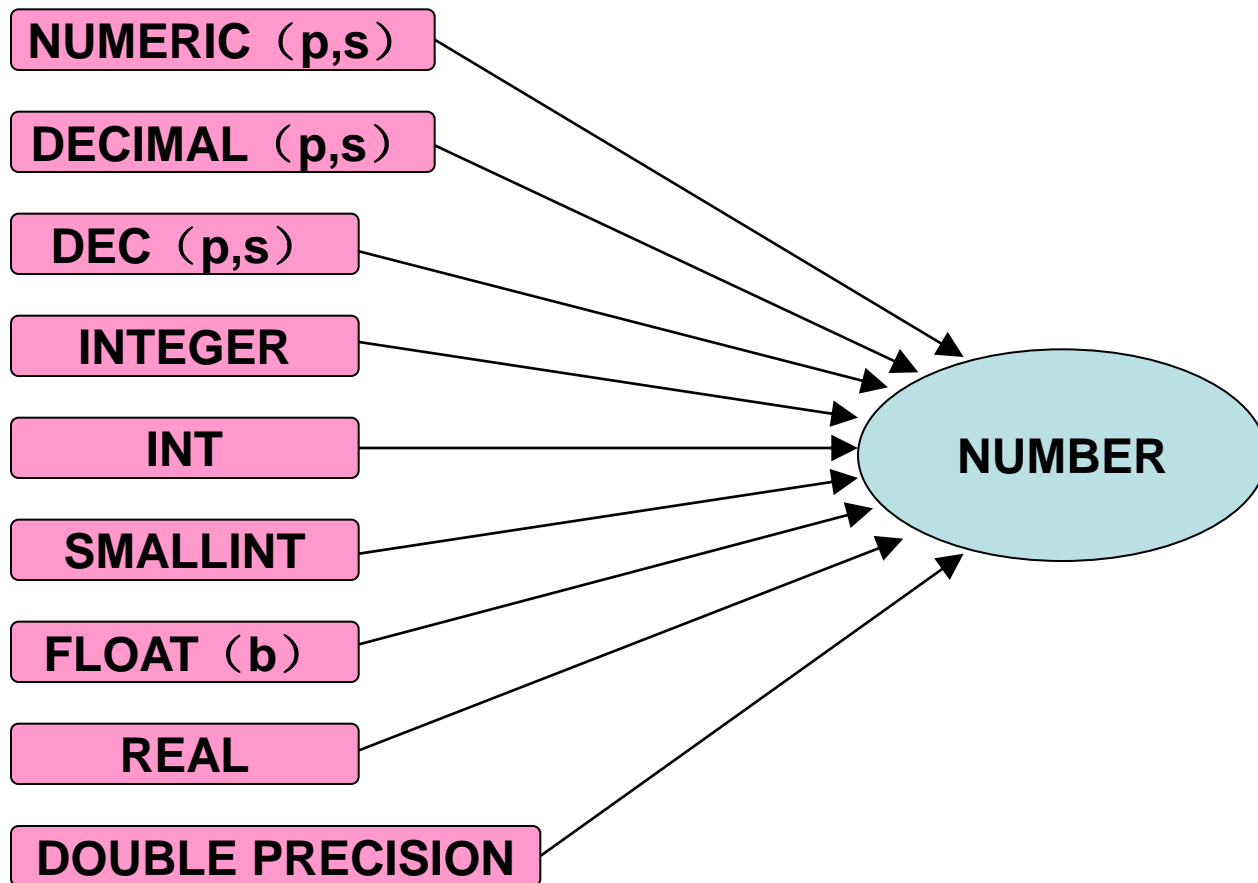 NUMERIC（p,s）
DECIMAL（p,s）
DEC（p,s）
INTEGER
INT
SMALLINT
FLOAT（b）
REAL
DOUBLE PRECISION
NUMBER